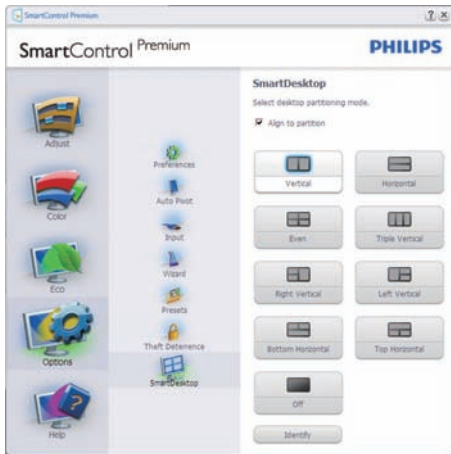 SmartControl Premium
SmartControl Premium
PHILIPS
Adjust
Color
Eco
Options
Help
Preferences
Auto Pivot
Input
Wizard
Presets
Theft Deterrence
SmartDesktop
SmartDesktop
Select desktop partitioning mode.
Align to partition
Vertical
Horizontal
Even
Triple Vertical
Right Vertical
Left Vertical
Bottom Horizontal
Top Horizontal
Off
Identify